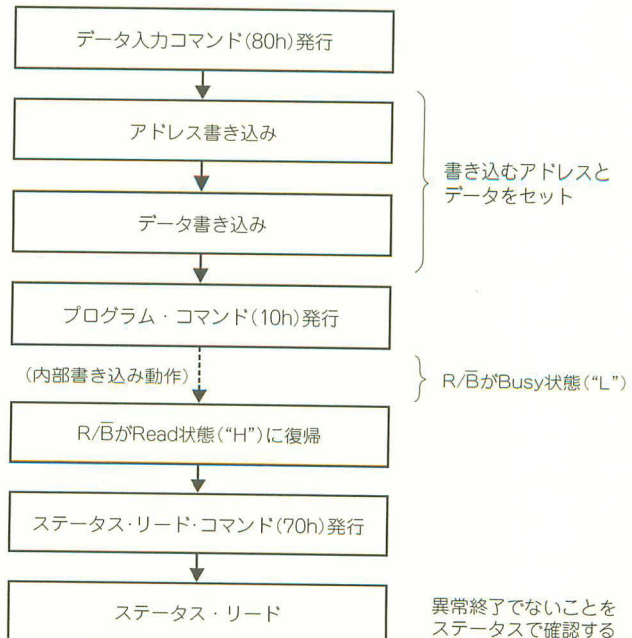 データ入力コマンド(80h)発行
アドレス書き込み
データ書き込み
書き込むアドレスと
データをセット
プログラム・コマンド(10h)発行
(内部書き込み動作)
R/B̅がBusy状態(“L”)
R/B̅がRead状態(“H”)に復帰
ステータス・リード・コマンド(70h)発行
ステータス・リード
異常終了でないことを
ステータスで確認する